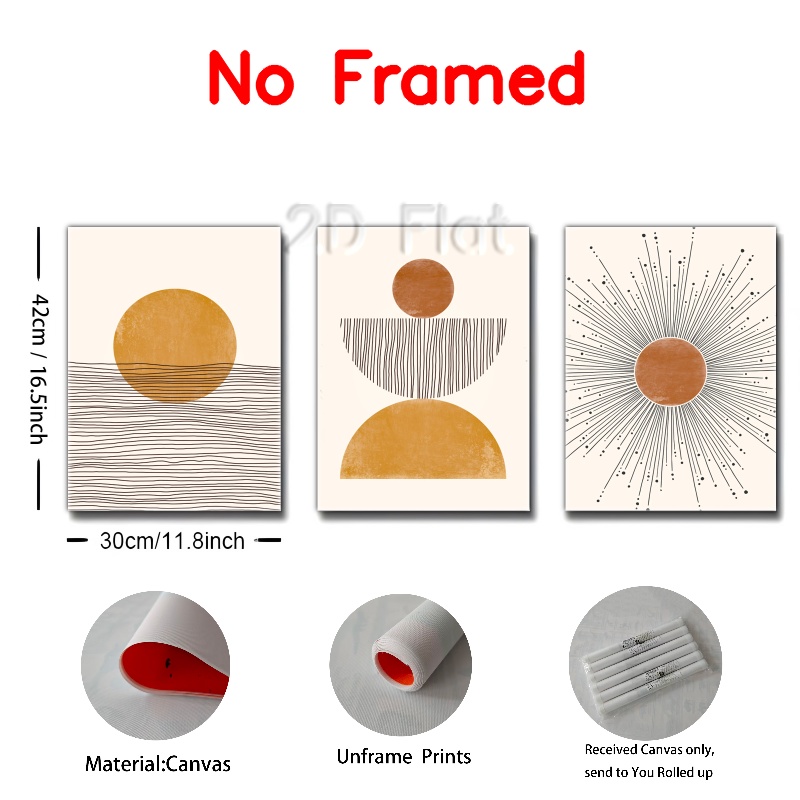 No Framed
2D Flat
42cm / 16.5inch
30cm/11.8inch
Material:Canvas
Unframe Prints
Received Canvas only,
send to You Rolled up